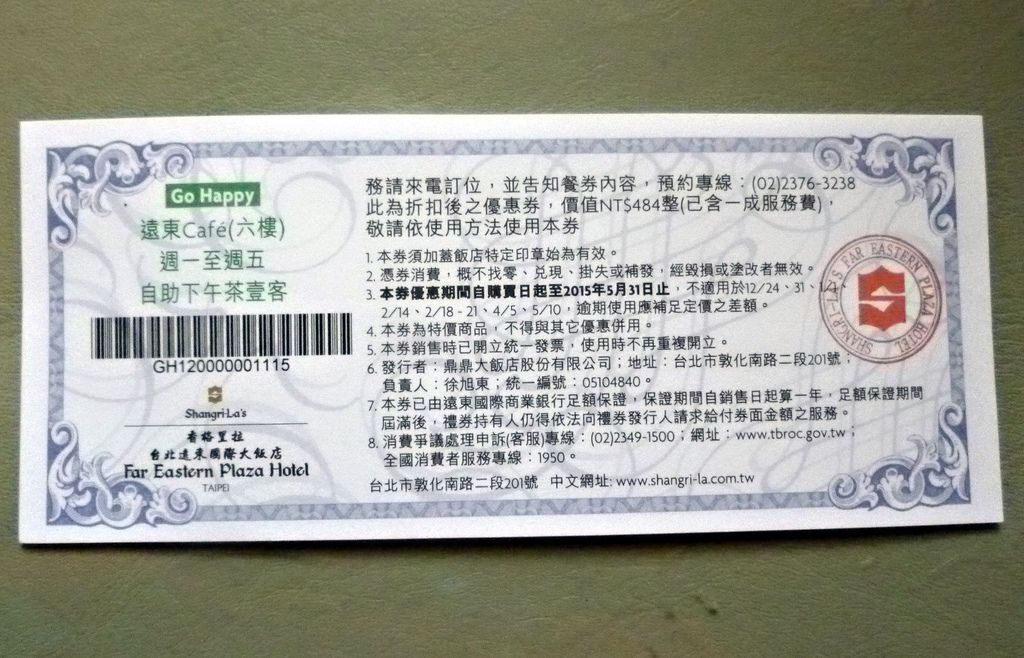 Go Happy
遠東Café(六樓)
週一至週五
自助下午茶壹客
GH120000001115
Shangri-La's
香格里拉
台北遠東國際大飯店
Far Eastern Plaza Hotel
TAIPEI
務請來電訂位，並告知餐券內容，預約專線：(02)2376-3238
此為折扣後之優惠券，價值NT$484整(已含一成服務費)，
敬請依使用方法使用本券
1. 本券須加蓋飯店特定印章始為有效。
2. 憑券消費，概不找零、兌現、掛失或補發，經毀損或塗改者無效。
3. 本券優惠期間自購買日起至2015年5月31日止，不適用於12/24、31、1/1、
2/14、2/18 - 21、4/5、5/10，逾期使用應補足定價之差額。
4. 本券為特價商品，不得與其它優惠併用。
5. 本券銷售時已開立統一發票，使用時不再重複開立。
6. 發行者：鼎鼎大飯店股份有限公司；地址：台北市敦化南路二段201號；
負責人：徐旭東；統一編號：05104840。
7. 本券已由遠東國際商業銀行足額保證，保證期間自銷售日起算一年，足額保證期間
屆滿後，禮券持有人仍得依法向禮券發行人請求給付券面金額之服務。
8. 消費爭議處理申訴(客服)專線：(02)2349-1500；網址：www.tbroc.gov.tw；
全國消費者服務專線：1950。
台北市敦化南路二段201號 中文網址: www.shangri-la.com.tw
SHANGRI-LA'S FAR EASTERN PLAZA HOTEL